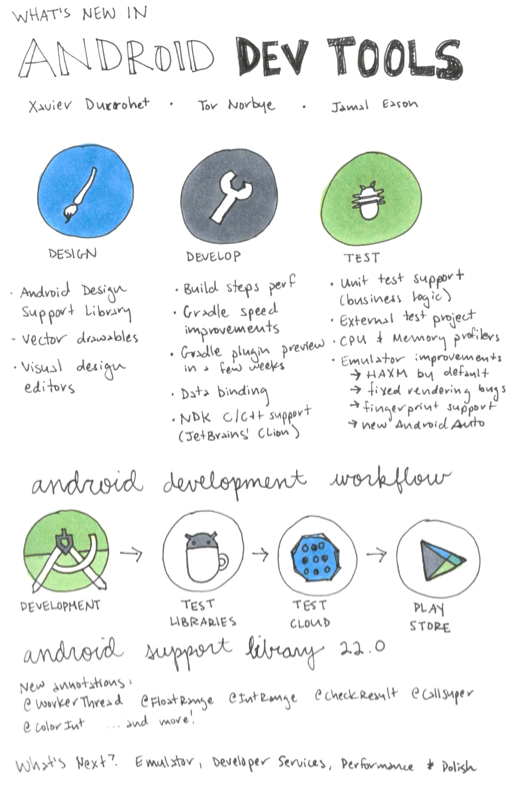 WHAT'S NEW IN
ANDROID DEV TOOLS
Xavier Ducrohet · Tor Norbye · Jamal Eason
DESIGN
· Android Design
Support Library
- Vector drawables
· Visual design
editors
DEVELOP
· Build steps perf
· Gradle speed
improvements
· Gradle plugin preview
in a few weeks
· Data binding
· NDK C/C++ support
(JetBrains' Clion)
TEST
· Unit test support
(business logic)
· External test project
· CPU & Memory profilers
· Emulator improvements
→ HAXM by default
→ fixed rendering bugs
→ fingerprint support
→ new Android Auto
android development workflow
DEVELOPMENT → TEST LIBRARIES → TEST CLOUD → PLAY STORE
android support library 22.0
New annotations:
@WorkerThread @FloatRange @IntRange @CheckResult @CallSuper
@ColorInt ...and more!
What's Next? Emulator, Developer Services, Performance & Polish